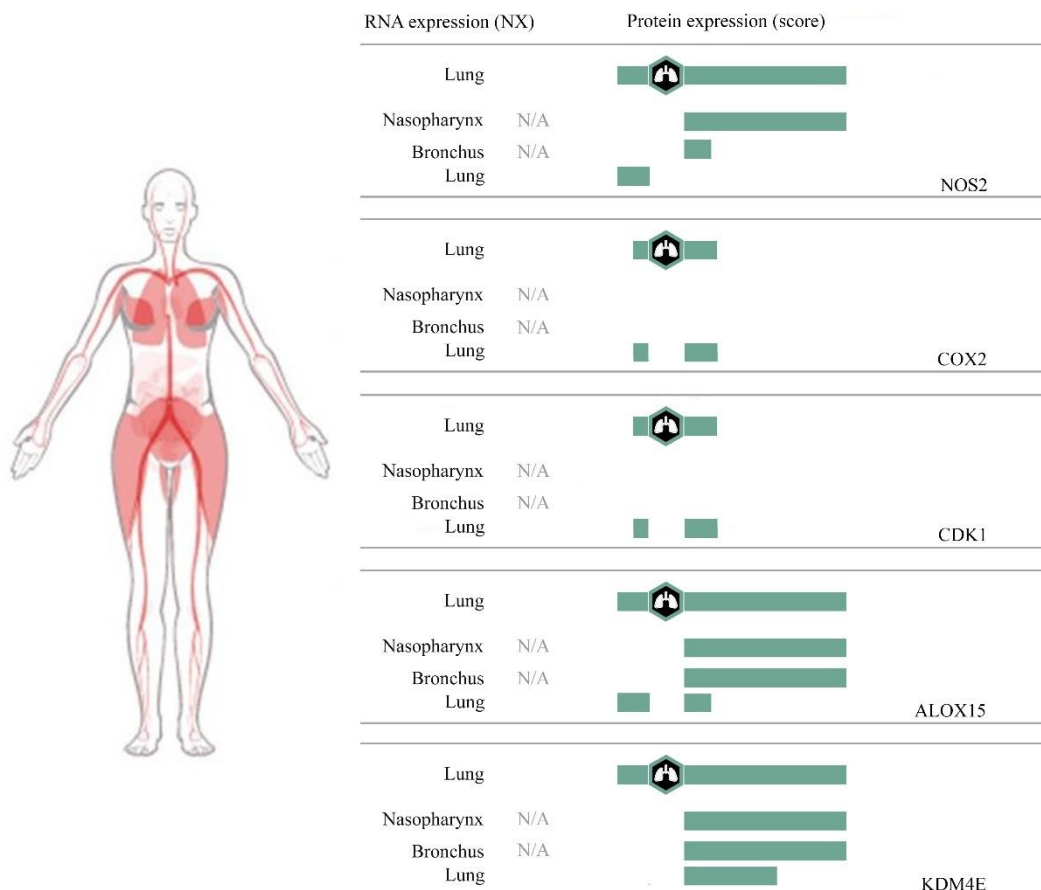 RNA expression (NX) Protein expression (score)
Lung
Nasopharynx N/A
Bronchus N/A
Lung
NOS2
Lung
Nasopharynx N/A
Bronchus N/A
Lung
COX2
Lung
Nasopharynx N/A
Bronchus N/A
Lung
CDK1
Lung
Nasopharynx N/A
Bronchus N/A
Lung
ALOX15
Lung
Nasopharynx N/A
Bronchus N/A
Lung
KDM4E